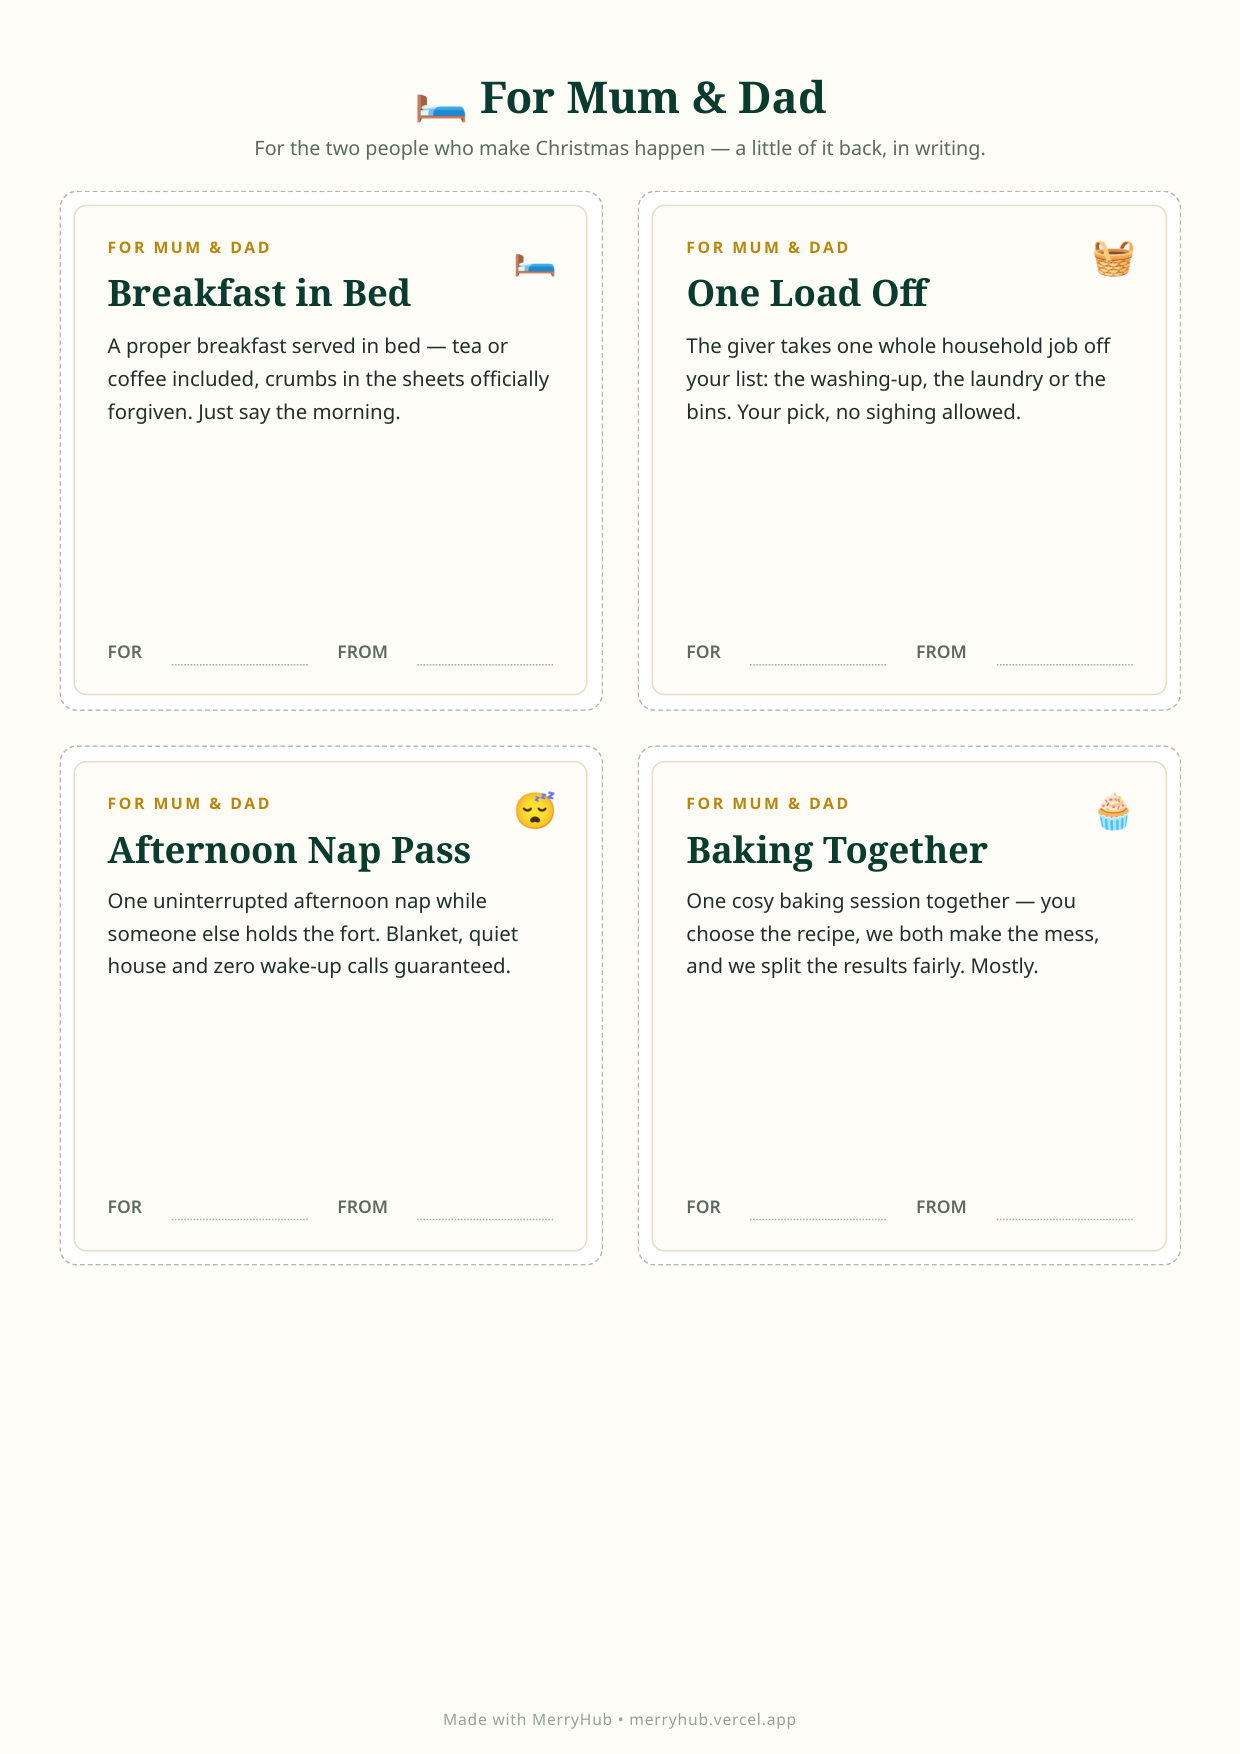 For Mum & Dad
For the two people who make Christmas happen — a little of it back, in writing.
FOR MUM & DAD
Breakfast in Bed
A proper breakfast served in bed — tea or
coffee included, crumbs in the sheets officially
forgiven. Just say the morning.
FOR FROM
FOR MUM & DAD
One Load Off
The giver takes one whole household job off
your list: the washing-up, the laundry or the
bins. Your pick, no sighing allowed.
FOR FROM
FOR MUM & DAD
Afternoon Nap Pass
One uninterrupted afternoon nap while
someone else holds the fort. Blanket, quiet
house and zero wake-up calls guaranteed.
FOR FROM
FOR MUM & DAD
Baking Together
One cosy baking session together — you
choose the recipe, we both make the mess,
and we split the results fairly. Mostly.
FOR FROM
Made with MerryHub • merryhub.vercel.app